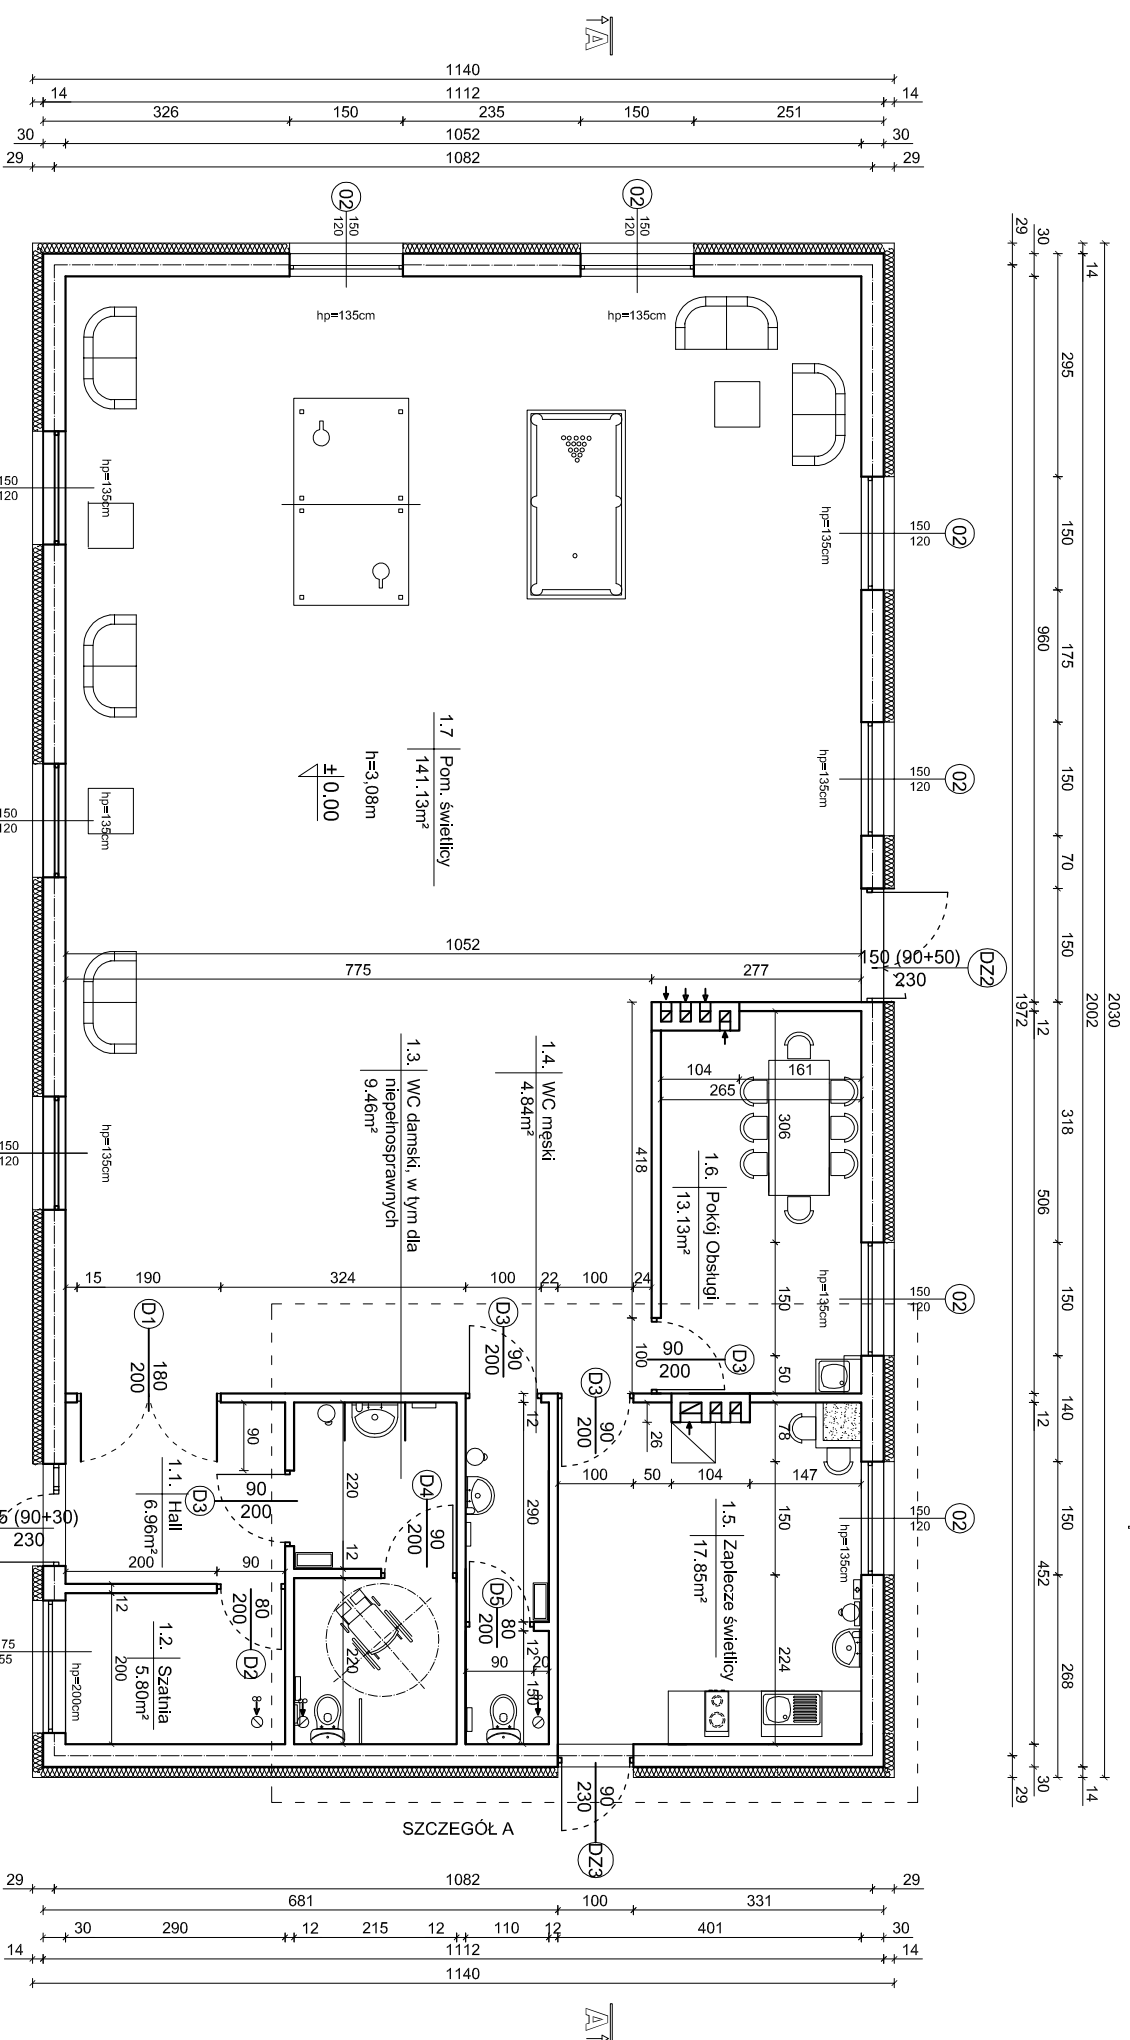 A
1140
14 1112 14
326 150 235 150 251
30 1052 30
29 1082 29
02 150 120
02 150 120
hp=135cm
hp=135cm
29 30 14
295
150
960
175
150
70
150
2030
2002
1972
12
318
506
150
140
12
150
452
268
30 14
29
hp=135cm
150
120
hp=135cm
150
120
02
hp=135cm
150
120
02
1.7 Pom. świetlicy
141.13m²
h=3,08m
±0.00
hp=135cm
150
120
1052
775 277
150 (90+50)
230
DZ2
104 161
265
306
418
1.6. Pokój Obsługi
13.13m²
1.4. WC męski
4.84m²
1.3. WC damski, w tym dla
niepełnosprawnych
9.46m²
hp=135cm
150
120
15 190 324 100 22 100 24
150
hp=135cm
150
120
02
D1
180
200
D3
90
200
D3
90
200
D3
90
200
100
50
12
26
78
90
100 50 104 147
1.1. Hall
6.96m²
D3
90
200
220
D4
90
200
290
1.5. Zaplecze świetlicy
17.85m²
150
hp=135cm
150
120
02
5 (90+30)
230
200 90
12
12
D5
80
200
12
80
200
D2
1.2. Szatnia
5.80m²
200
220
90 20
150
224
75
55
hp=200cm
90
230
DZ3
SZCZEGÓŁ A
29 1082 29
681 100 331
30 290 12 215 12 110 12 401 30
14 1112 14
1140
A